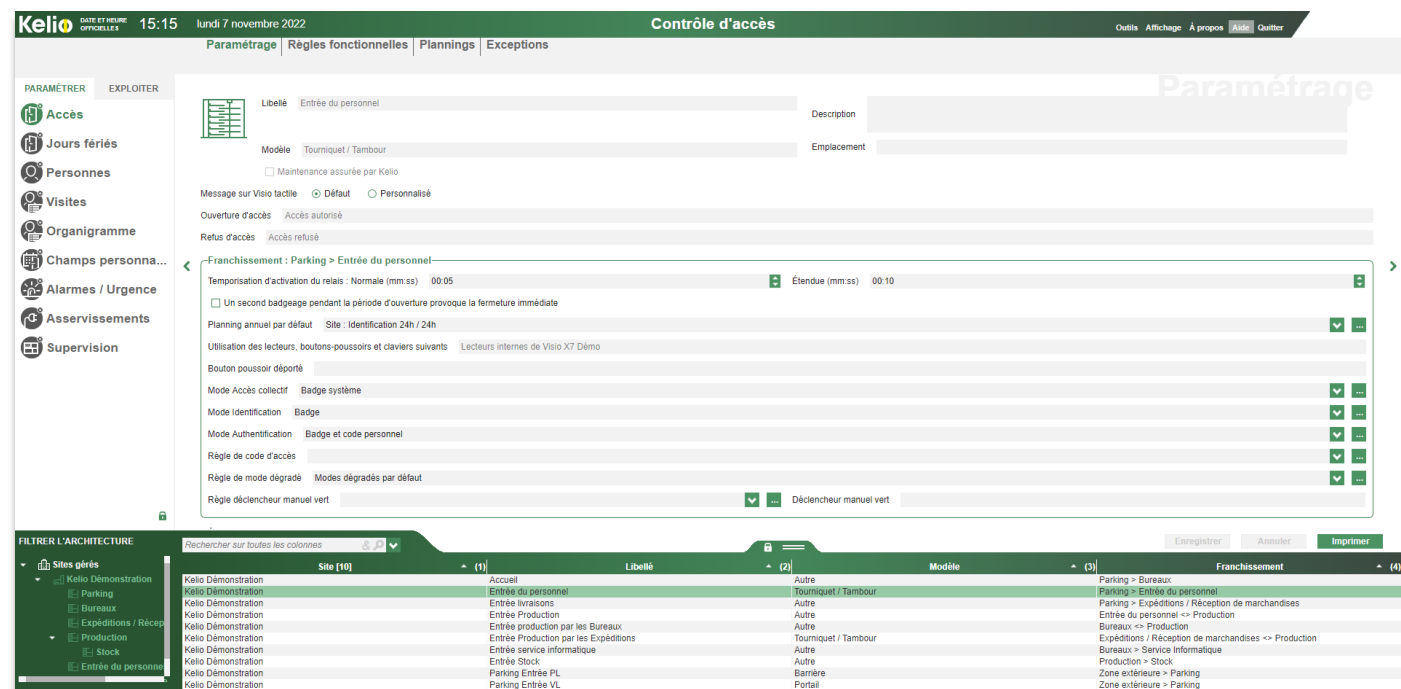 Kelio DATE ET HEURE OFFICIELLES 15:15 lundi 7 novembre 2022 Contrôle d'accès Outils Affichage À propos Aide Quitter
Paramétrage Règles fonctionnelles Plannings Exceptions
Paramétrage
PARAMÉTRER EXPLOITER
Accès
Jours fériés
Personnes
Visites
Organigramme
Champs personna...
Alarmes / Urgence
Asservissements
Supervision
Libellé Entrée du personnel
Description
Modèle Tourniquet / Tambour
Emplacement
Maintenance assurée par Kelio
Message sur Visio tactile Défaut Personnalisé
Ouverture d'accès Accès autorisé
Refus d'accès Accès refusé
Franchissement : Parking > Entrée du personnel
Temporisation d'activation du relais : Normale (mm:ss) 00:05 Étendue (mm:ss) 00:10
Un second badgeage pendant la période d'ouverture provoque la fermeture immédiate
Planning annuel par défaut Site : Identification 24h / 24h
Utilisation des lecteurs, boutons-poussoirs et claviers suivants Lecteurs internes de Visio X7 Démo
Bouton poussoir déporté
Mode Accès collectif Badge système
Mode Identification Badge
Mode Authentification Badge et code personnel
Règle de code d'accès
Règle de mode dégradé Modes dégradés par défaut
Règle déclencheur manuel vert Déclencheur manuel vert
FILTRER L'ARCHITECTURE
Sites gérés
Kelio Démonstration
Parking
Bureaux
Expéditions / Récep
Production
Stock
Entrée du personne
Rechercher sur toutes les colonnes
Enregistrer Annuler Imprimer
Site [10] (1) Libellé (2) Modèle (3) Franchissement (4)
Kelio Démonstration Accueil Autre Parking > Bureaux
Kelio Démonstration Entrée du personnel Tourniquet / Tambour Parking > Entrée du personnel
Kelio Démonstration Entrée livraisons Autre Parking > Expéditions / Réception de marchandises
Kelio Démonstration Entrée Production Autre Entrée du personnel <> Production
Kelio Démonstration Entrée production par les Bureaux Autre Bureaux <> Production
Kelio Démonstration Entrée Production par les Expéditions Tourniquet / Tambour Expéditions / Réception de marchandises <> Production
Kelio Démonstration Entrée service informatique Autre Bureaux > Service Informatique
Kelio Démonstration Entrée Stock Autre Production > Stock
Kelio Démonstration Parking Entrée PL Barrière Zone extérieure > Parking
Kelio Démonstration Parking Entrée VL Portail Zone extérieure > Parking